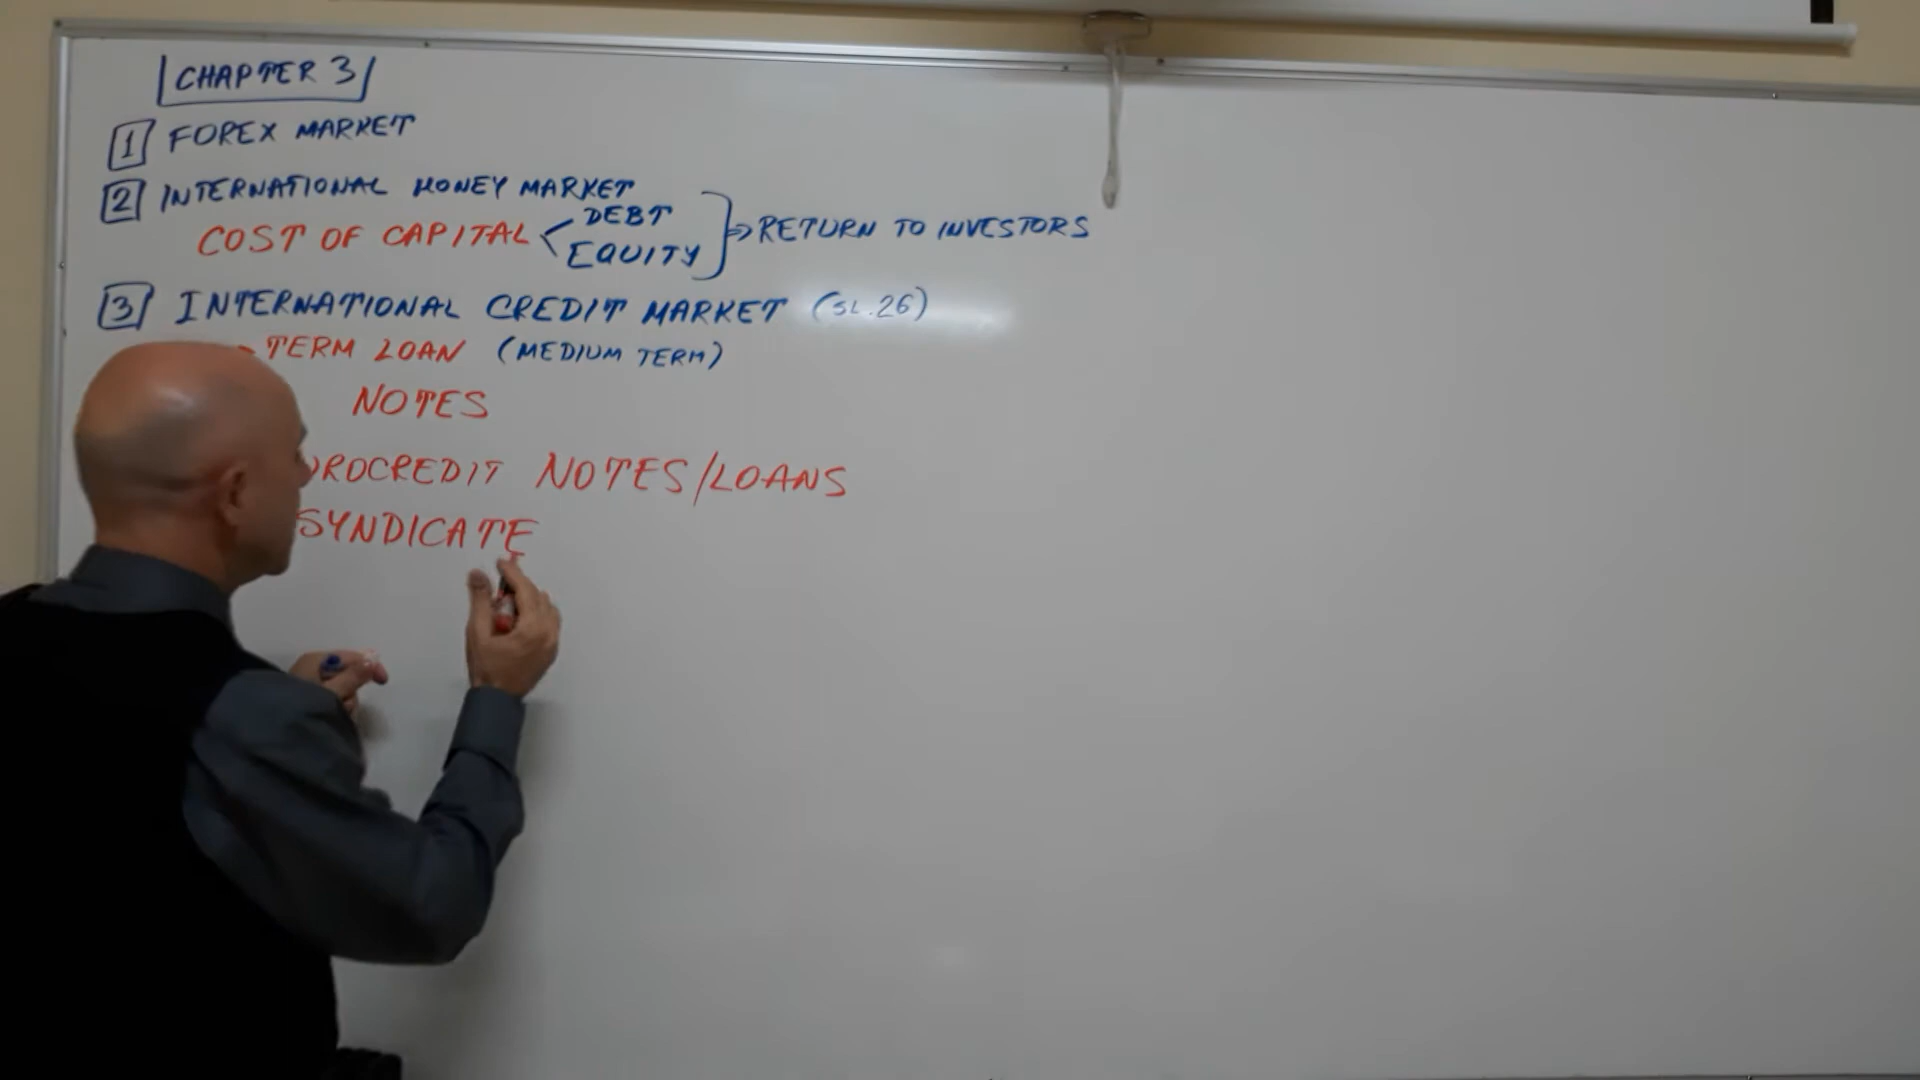 CHAPTER 3
1 FOREX MARKET
2 INTERNATIONAL MONEY MARKET
COST OF CAPITAL < DEBT EQUITY } ⇒ RETURN TO INVESTORS
3 INTERNATIONAL CREDIT MARKET (SL.26)
- TERM LOAN (MEDIUM TERM)
NOTES
ROCREDIT NOTES/LOANS
SYNDICATE